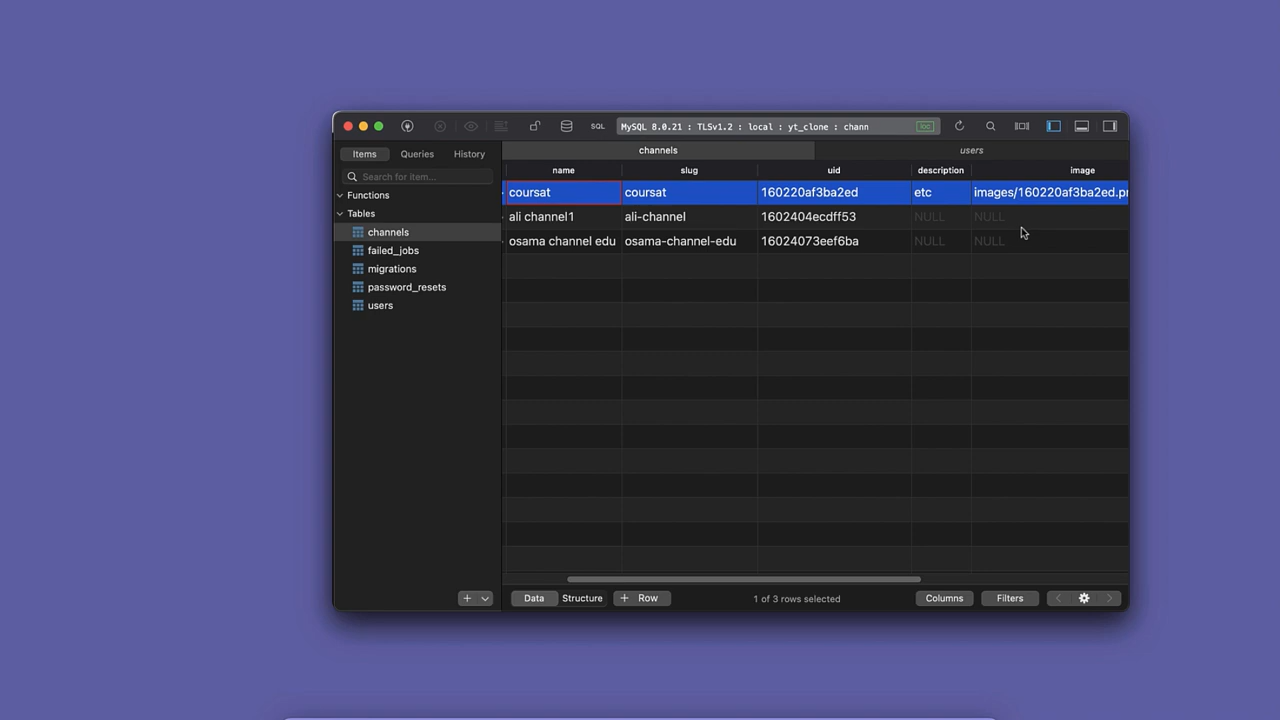 SQL MySQL 8.0.21 : TLSv1.2 : local : yt_clone : chann loc
Items Queries History
channels users
Search for item...
Functions
Tables
channels
failed_jobs
migrations
password_resets
users
name slug uid description image
coursat coursat 160220af3ba2ed etc images/160220af3ba2ed.pr
ali channel1 ali-channel 1602404ecdff53 NULL NULL
osama channel edu osama-channel-edu 16024073eef6ba NULL NULL
Data Structure + Row 1 of 3 rows selected Columns Filters